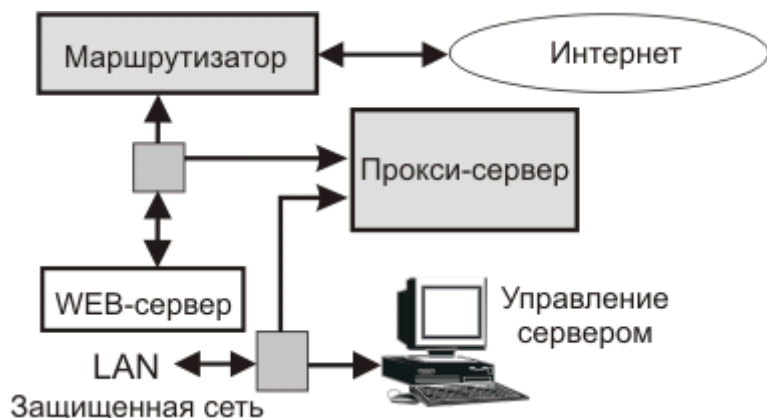 Маршрутизатор
Интернет
Прокси-сервер
WEB-сервер
Управление
сервером
LAN
Защищенная сеть